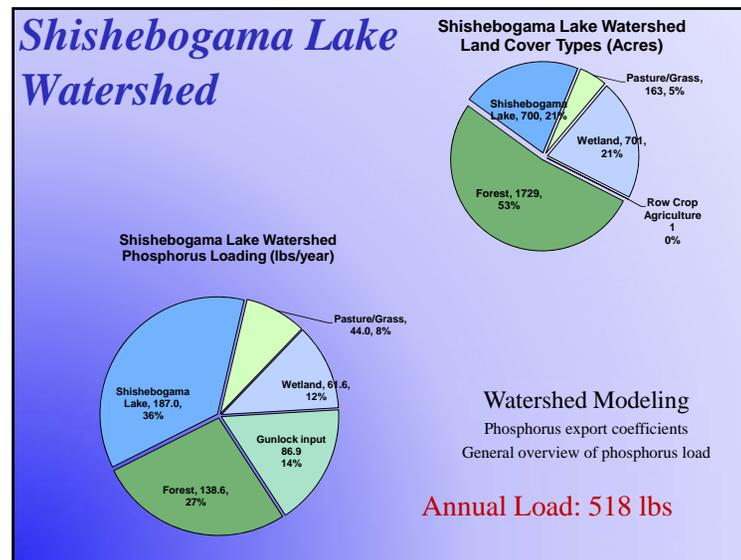 Shishebogama Lake
Watershed
Shishebogama Lake Watershed
Land Cover Types (Acres)
Pasture/Grass,
163, 5%
Shishebogama
Lake, 700, 21%
Wetland, 701,
21%
Forest, 1729,
53%
Row Crop
Agriculture
1
0%
Shishebogama Lake Watershed
Phosphorus Loading (lbs/year)
Pasture/Grass,
44.0, 8%
Shishebogama
Lake, 187.0,
36%
Wetland, 61.6,
12%
Gunlock input
86.9
14%
Forest, 138.6,
27%
Watershed Modeling
Phosphorus export coefficients
General overview of phosphorus load
Annual Load: 518 lbs